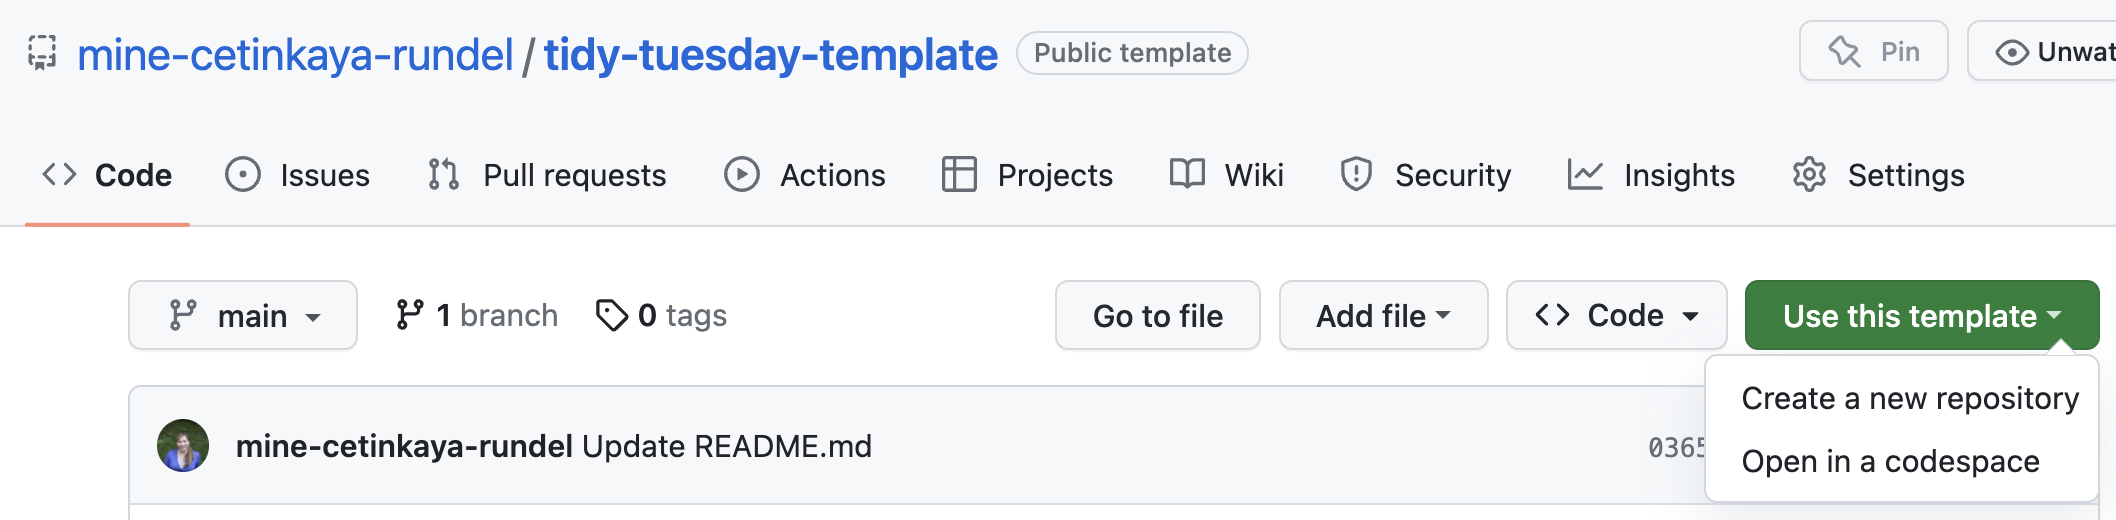 mine-cetinkaya-rundel / tidy-tuesday-template Public template Pin
Code Issues Pull requests Actions Projects Wiki Security Insights Settings
main 1 branch 0 tags Go to file Add file Code Use this template
Create a new repository
mine-cetinkaya-rundel Update README.md 0365
Open in a codespace